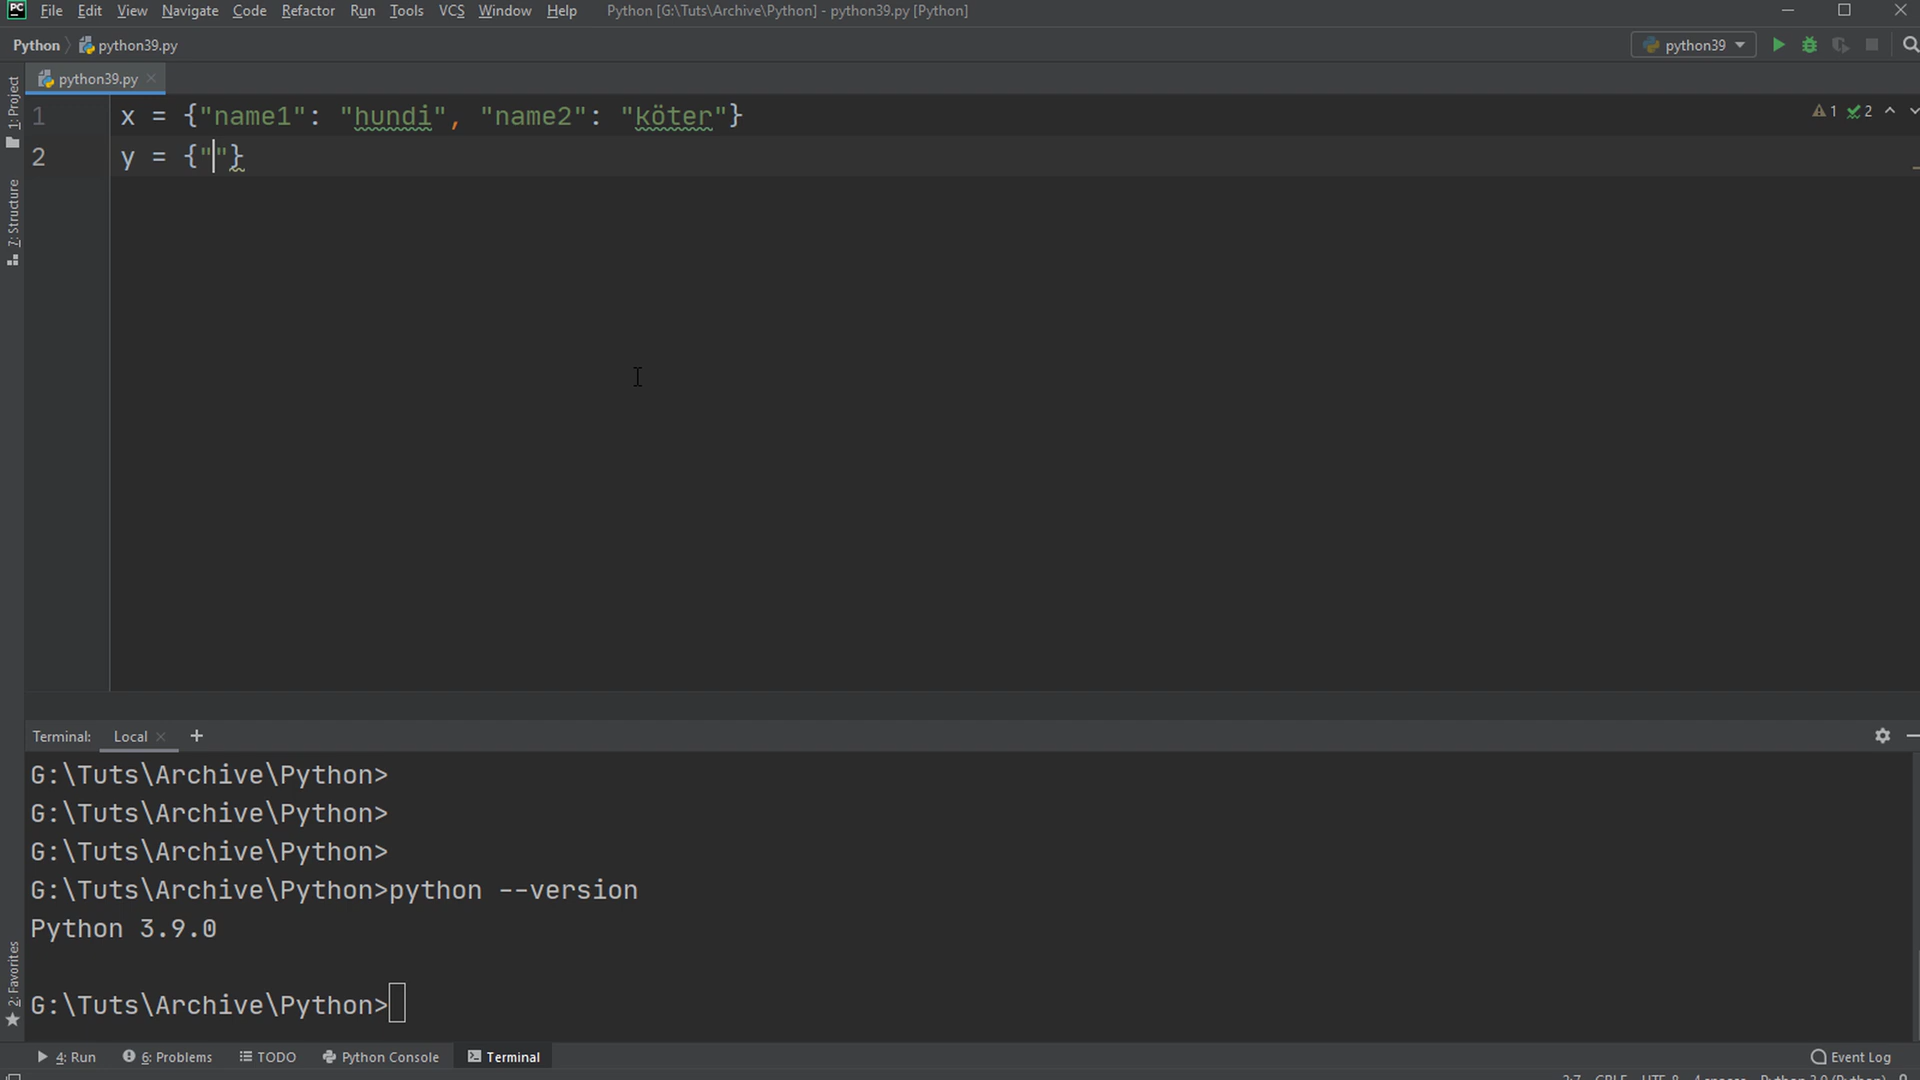 PC File Edit View Navigate Code Refactor Run Tools VCS Window Help Python [G:\Tuts\Archive\Python] - python39.py [Python]
Python python39.py python39
python39.py
1: Project
7: Structure
2: Favorites
1 x = {"name1": "hundi", "name2": "köter"}
2 y = {""}
1 2
Terminal: Local
G:\Tuts\Archive\Python>
G:\Tuts\Archive\Python>
G:\Tuts\Archive\Python>
G:\Tuts\Archive\Python>python --version
Python 3.9.0
G:\Tuts\Archive\Python>
4: Run 6: Problems TODO Python Console Terminal Event Log